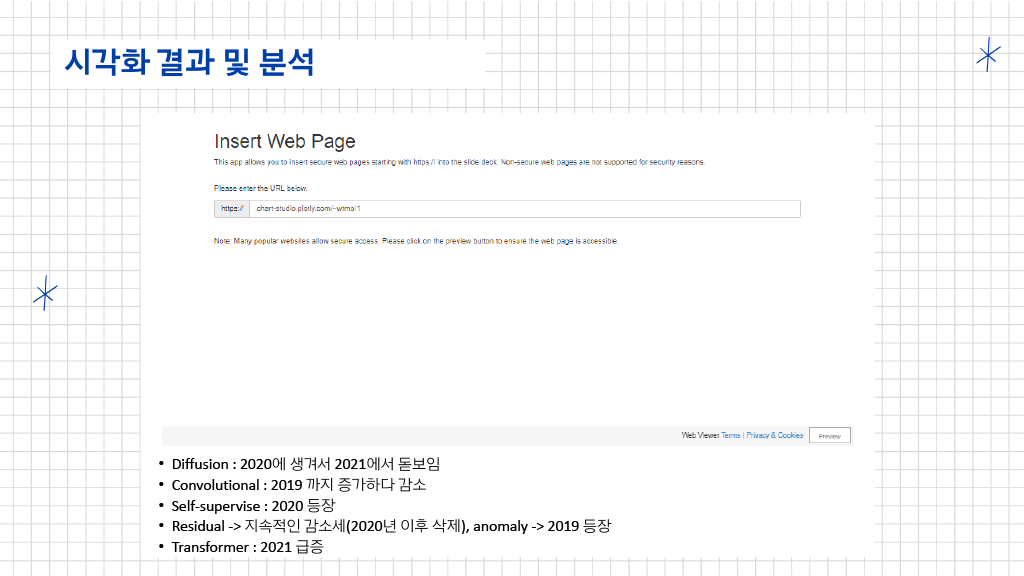 시각화 결과 및 분석
Insert Web Page
This app allows you to insert secure web pages starting with https:// into the slide deck. Non-secure web pages are not supported for security reasons.
Please enter the URL below.
https:// chart-studio.plotly.com/~wtmo/1
Note: Many popular websites allow secure access. Please click on the preview button to ensure the web page is accessible.
Web Viewer Terms | Privacy & Cookies Preview
• Diffusion : 2020에 생겨서 2021에서 돋보임
• Convolutional : 2019 까지 증가하다 감소
• Self-supervise : 2020 등장
• Residual -> 지속적인 감소세(2020년 이후 삭제), anomaly -> 2019 등장
• Transformer : 2021 급증